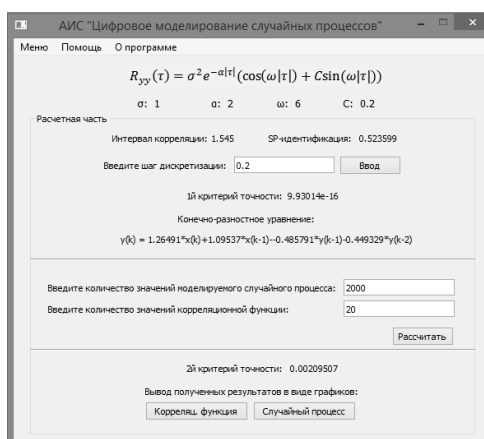 АИС "Цифровое моделирование случайных процессов"
Меню Помощь О программе
R_yy(τ) = σ²e^(−α|τ|)(cos(ω|τ|) + Csin(ω|τ|))
σ: 1 α: 2 ω: 6 C: 0.2
Расчетная часть
Интервал корреляции: 1.545 SP-идентификация: 0.523599
Введите шаг дискретизации: 0.2 Ввод
1й критерий точности: 9.93014e-16
Конечно-разностное уравнение:
y(k) = 1.26491*x(k)+1.09537*x(k-1)--0.485791*y(k-1)-0.449329*y(k-2)
Введите количество значений моделируемого случайного процесса: 2000
Введите количество значений корреляционной функции: 20
Рассчитать
2й критерий точности: 0.00209507
Вывод полученных результатов в виде графиков:
Корреляц. функция Случайный процесс